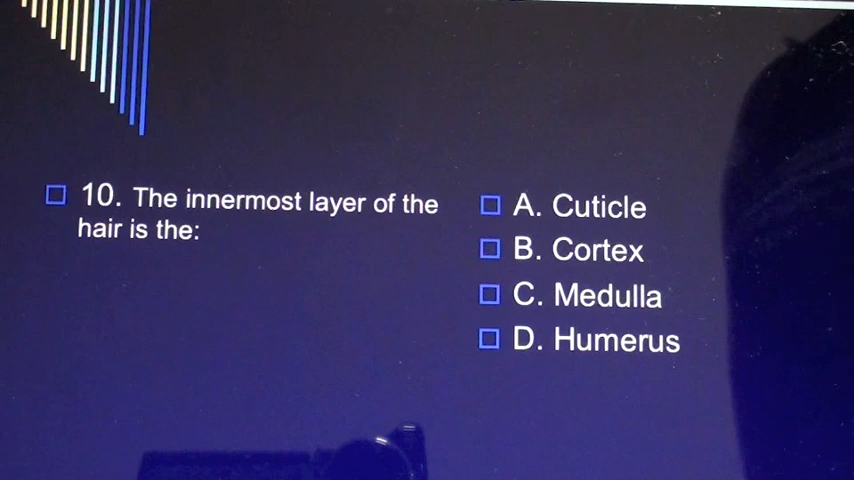 10. The innermost layer of the
hair is the:
A. Cuticle
B. Cortex
C. Medulla
D. Humerus